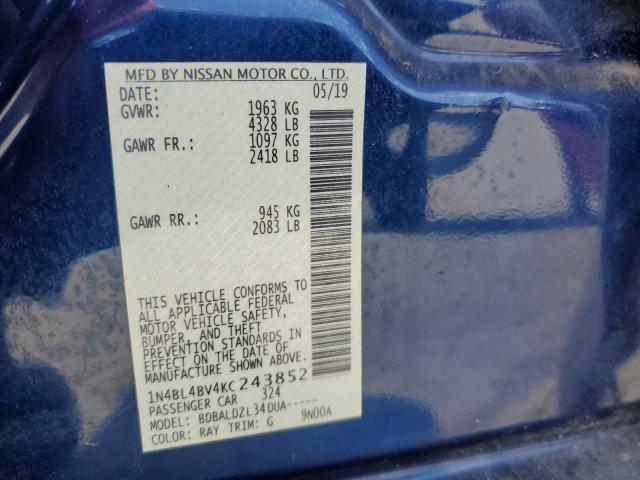 MFD BY NISSAN MOTOR CO., LTD.
DATE: 05/19
GVWR: 1963 KG
4328 LB
GAWR FR.: 1097 KG
2418 LB
GAWR RR.: 945 KG
2083 LB
THIS VEHICLE CONFORMS TO
ALL APPLICABLE FEDERAL
MOTOR VEHICLE SAFETY,
BUMPER, AND THEFT
PREVENTION STANDARDS IN
EFFECT ON THE DATE OF
MANUFACTURE SHOWN ABOVE.
1N4BL4BV4KC243852
PASSENGER CAR 324
MODEL: BDBALDZL34DUA-----
COLOR: RAY TRIM: G 9N00A